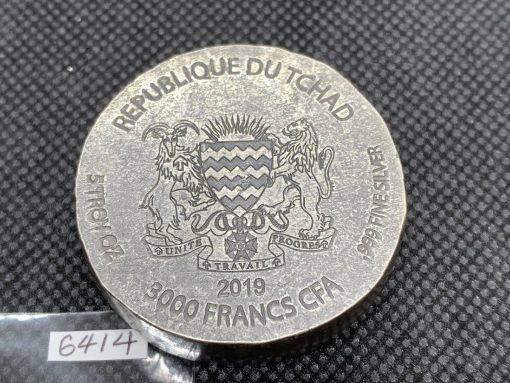 REPUBLIQUE DU TCHAD
5 TROY OZ
.999 FINE SILVER
UNITE
TRAVAIL
PROGRES
2019
3000 FRANCS CFA
6414